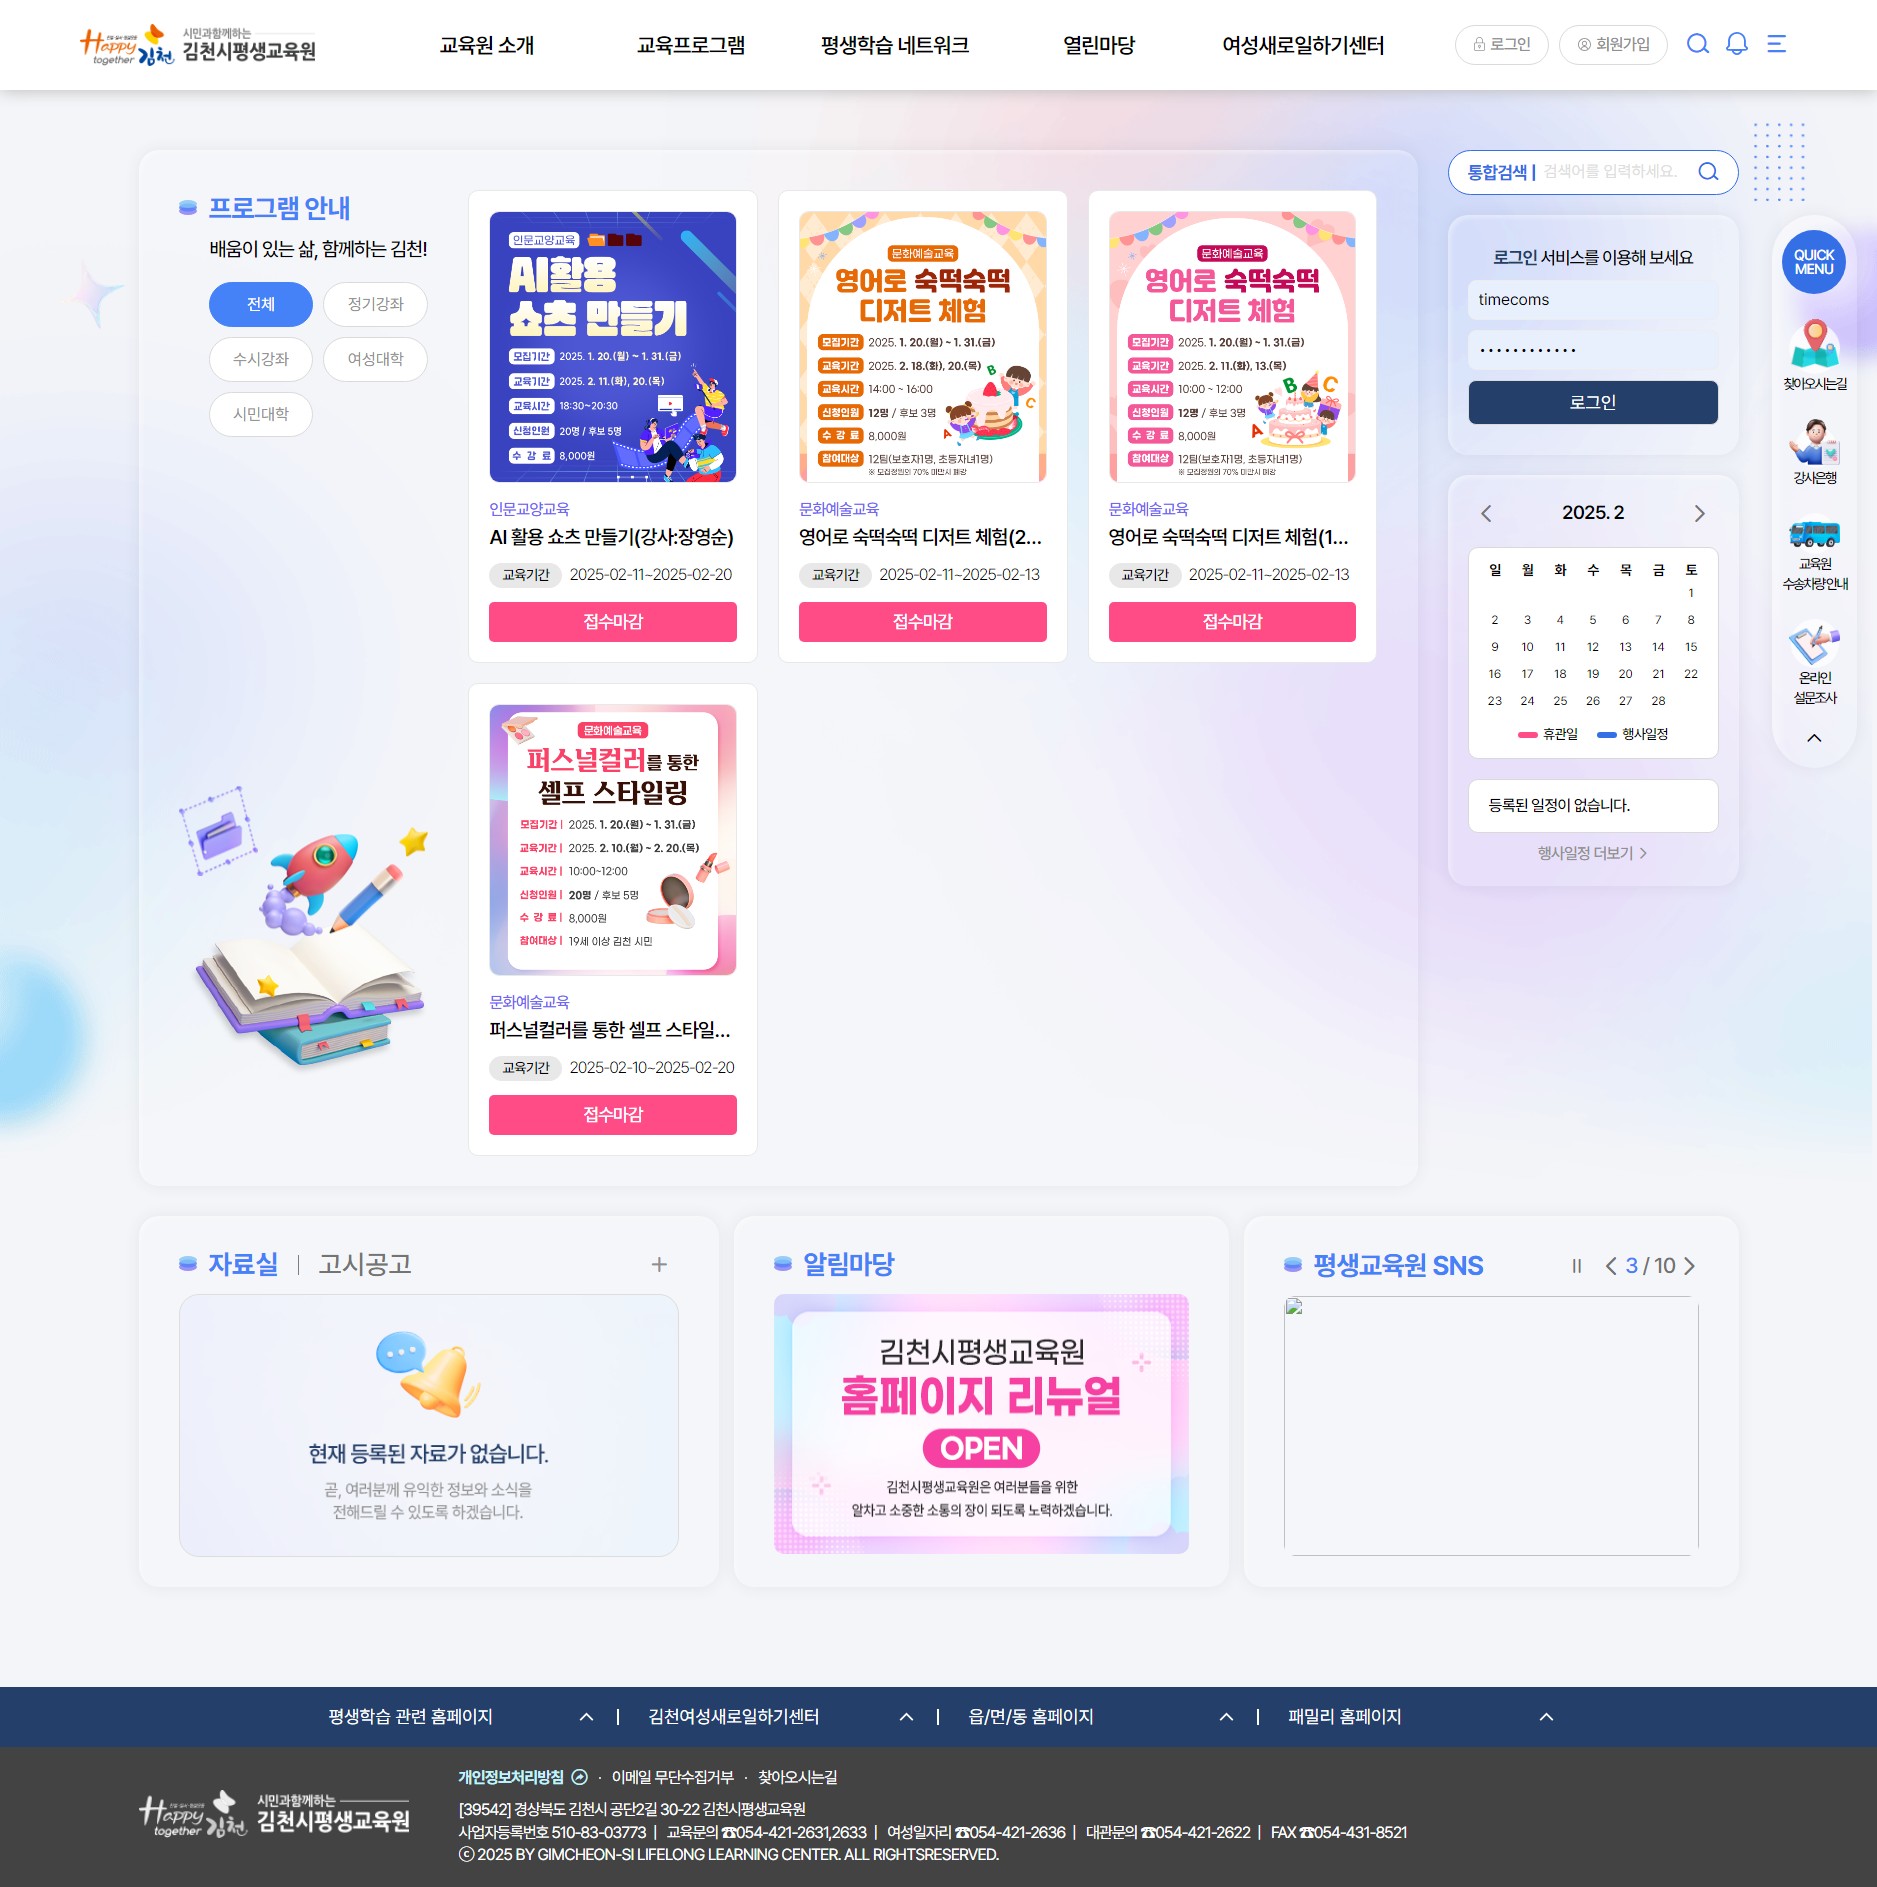 Happy together 김천 시민과함께하는 김천시평생교육원
교육원 소개
교육프로그램
평생학습 네트워크
열린마당
여성새로일하기센터
로그인
회원가입
프로그램 안내
배움이 있는 삶, 함께하는 김천!
전체
정기강좌
수시강좌
여성대학
시민대학
인문교양교육
AI활용
쇼츠 만들기
모집기간 2025. 1. 20.(월) ~ 1. 31.(금)
교육기간 2025. 2. 11.(화), 20.(목)
교육시간 18:30~20:30
신청인원 20명 / 후보 5명
수 강 료 8,000원
인문교양교육
AI 활용 쇼츠 만들기(강사:장영순)
교육기간 2025-02-11~2025-02-20
접수마감
문화예술교육
영어로 숙떡숙떡
디저트 체험
모집기간 2025. 1. 20.(월) ~ 1. 31.(금)
교육기간 2025. 2. 18.(화), 20.(목)
교육시간 14:00 ~ 16:00
신청인원 12명 / 후보 3명
수 강 료 8,000원
참여대상 12팀(보호자1명, 초등자녀1명)
※ 모집정원의 70% 미만시 폐강
A
B
C
문화예술교육
영어로 숙떡숙떡 디저트 체험(2...
교육기간 2025-02-11~2025-02-13
접수마감
문화예술교육
영어로 숙떡숙떡
디저트 체험
모집기간 2025. 1. 20.(월) ~ 1. 31.(금)
교육기간 2025. 2. 11.(화), 13.(목)
교육시간 10:00 ~ 12:00
신청인원 12명 / 후보 3명
수 강 료 8,000원
참여대상 12팀(보호자1명, 초등자녀1명)
※ 모집정원의 70% 미만시 폐강
A
B
C
문화예술교육
영어로 숙떡숙떡 디저트 체험(1...
교육기간 2025-02-11~2025-02-13
접수마감
문화예술교육
퍼스널컬러를 통한
셀프 스타일링
모집기간 | 2025. 1. 20.(월) ~ 1. 31.(금)
교육기간 | 2025. 2. 10.(월) ~ 2. 20.(목)
교육시간 | 10:00~12:00
신청인원 | 20명 / 후보 5명
수 강 료 | 8,000원
참여대상 | 19세 이상 김천 시민
문화예술교육
퍼스널컬러를 통한 셀프 스타일...
교육기간 2025-02-10~2025-02-20
접수마감
통합검색 | 검색어를 입력하세요.
로그인 서비스를 이용해 보세요
timecoms
············
로그인
2025. 2
일 월 화 수 목 금 토
1
2 3 4 5 6 7 8
9 10 11 12 13 14 15
16 17 18 19 20 21 22
23 24 25 26 27 28
휴관일 행사일정
등록된 일정이 없습니다.
행사일정 더보기 >
QUICK
MENU
찾아오시는길
강사은행
교육원
수송차량안내
온라인
설문조사
자료실 | 고시공고 +
현재 등록된 자료가 없습니다.
곧, 여러분께 유익한 정보와 소식을
전해드릴 수 있도록 하겠습니다.
알림마당
김천시평생교육원
홈페이지 리뉴얼
OPEN
김천시평생교육원은 여러분들을 위한
알차고 소중한 소통의 장이 되도록 노력하겠습니다.
평생교육원 SNS
3 / 10
평생학습 관련 홈페이지
김천여성새로일하기센터
읍/면/동 홈페이지
패밀리 홈페이지
Happy together 김천 시민과함께하는 김천시평생교육원
개인정보처리방침 · 이메일 무단수집거부 · 찾아오시는길
[39542] 경상북도 김천시 공단2길 30-22 김천시평생교육원
사업자등록번호 510-83-03773 | 교육문의 ☎054-421-2631,2633 | 여성일자리 ☎054-421-2636 | 대관문의 ☎054-421-2622 | FAX ☎054-431-8521
ⓒ 2025 BY GIMCHEON-SI LIFELONG LEARNING CENTER. ALL RIGHTSRESERVED.